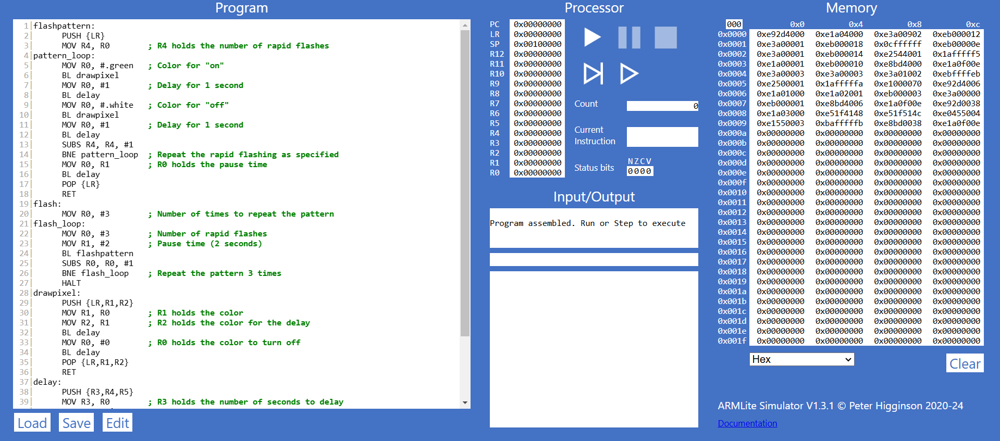 Program
1|flashpattern:
2|      PUSH {LR}
3|      MOV R4, R0        ; R4 holds the number of rapid flashes
4|pattern_loop:
5|      MOV R0, #.green   ; Color for "on"
6|      BL drawpixel
7|      MOV R0, #1        ; Delay for 1 second
8|      BL delay
9|      MOV R0, #.white   ; Color for "off"
10|      BL drawpixel
11|      MOV R0, #1        ; Delay for 1 second
12|      BL delay
13|      SUBS R4, R4, #1
14|      BNE pattern_loop  ; Repeat the rapid flashing as specified
15|      MOV R0, R1        ; R0 holds the pause time
16|      BL delay
17|      POP {LR}
18|      RET
19|flash:
20|      MOV R0, #3        ; Number of times to repeat the pattern
21|flash_loop:
22|      MOV R0, #3        ; Number of rapid flashes
23|      MOV R1, #2        ; Pause time (2 seconds)
24|      BL flashpattern
25|      SUBS R0, R0, #1
26|      BNE flash_loop    ; Repeat the pattern 3 times
27|      HALT
28|drawpixel:
29|      PUSH {LR,R1,R2}
30|      MOV R1, R0        ; R1 holds the color
31|      MOV R2, R1        ; R2 holds the color for the delay
32|      BL delay
33|      MOV R0, #0        ; R0 holds the color to turn off
34|      BL delay
35|      POP {LR,R1,R2}
36|      RET
37|delay:
38|      PUSH {R3,R4,R5}
39|      MOV R3, R0        ; R3 holds the number of seconds to delay
Load Save Edit
Processor
PC 0x00000000
LR 0x00000000
SP 0x00100000
R12 0x00000000
R11 0x00000000
R10 0x00000000
R9 0x00000000
R8 0x00000000
R7 0x00000000
R6 0x00000000
R5 0x00000000
R4 0x00000000
R3 0x00000000
R2 0x00000000
R1 0x00000000
R0 0x00000000
Count 0
Current
Instruction
NZCV
Status bits 0000
Input/Output
Program assembled. Run or Step to execute
Memory
000 0x0 0x4 0x8 0xc
0x0000 0xe92d4000 0xe1a04000 0xe3a00902 0xeb000012
0x0001 0xe3a00001 0xeb000018 0x0cffffff 0xeb00000e
0x0002 0xe3a00001 0xeb000014 0xe2544001 0x1afffff5
0x0003 0xe1a00001 0xeb000010 0xe8bd4000 0xe1a0f00e
0x0004 0xe3a00003 0xe3a00003 0xe3a01002 0xebffffeb
0x0005 0xe2500001 0x1afffffa 0xe1000070 0xe92d4006
0x0006 0xe1a01000 0xe1a02001 0xeb000003 0xe3a00000
0x0007 0xeb000001 0xe8bd4006 0xe1a0f00e 0xe92d0038
0x0008 0xe1a03000 0xe51f4148 0xe51f514c 0xe0455004
0x0009 0xe1550003 0xbafffffb 0xe8bd0038 0xe1a0f00e
0x000a 0x00000000 0x00000000 0x00000000 0x00000000
0x000b 0x00000000 0x00000000 0x00000000 0x00000000
0x000c 0x00000000 0x00000000 0x00000000 0x00000000
0x000d 0x00000000 0x00000000 0x00000000 0x00000000
0x000e 0x00000000 0x00000000 0x00000000 0x00000000
0x000f 0x00000000 0x00000000 0x00000000 0x00000000
0x0010 0x00000000 0x00000000 0x00000000 0x00000000
0x0011 0x00000000 0x00000000 0x00000000 0x00000000
0x0012 0x00000000 0x00000000 0x00000000 0x00000000
0x0013 0x00000000 0x00000000 0x00000000 0x00000000
0x0014 0x00000000 0x00000000 0x00000000 0x00000000
0x0015 0x00000000 0x00000000 0x00000000 0x00000000
0x0016 0x00000000 0x00000000 0x00000000 0x00000000
0x0017 0x00000000 0x00000000 0x00000000 0x00000000
0x0018 0x00000000 0x00000000 0x00000000 0x00000000
0x0019 0x00000000 0x00000000 0x00000000 0x00000000
0x001a 0x00000000 0x00000000 0x00000000 0x00000000
0x001b 0x00000000 0x00000000 0x00000000 0x00000000
0x001c 0x00000000 0x00000000 0x00000000 0x00000000
0x001d 0x00000000 0x00000000 0x00000000 0x00000000
0x001e 0x00000000 0x00000000 0x00000000 0x00000000
0x001f 0x00000000 0x00000000 0x00000000 0x00000000
Hex Clear
ARMLite Simulator V1.3.1 © Peter Higginson 2020-24
Documentation